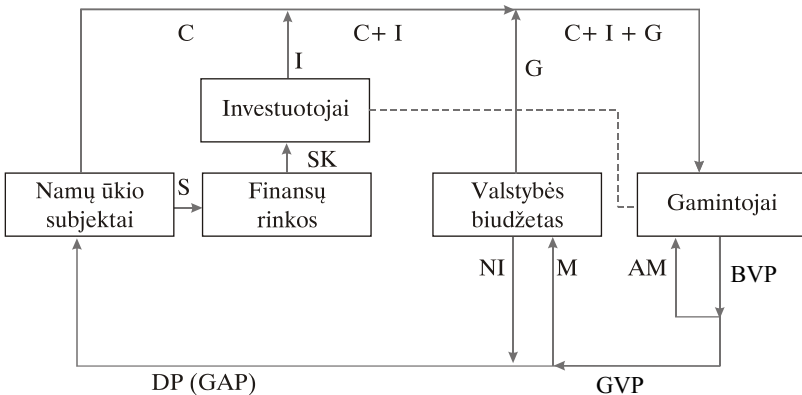 C
C+ I
C+ I + G
I
G
Investuotojai
SK
Namų ūkio
subjektai
S
Finansų
rinkos
Valstybės
biudžetas
Gamintojai
NI
M
AM
BVP
DP (GAP)
GVP